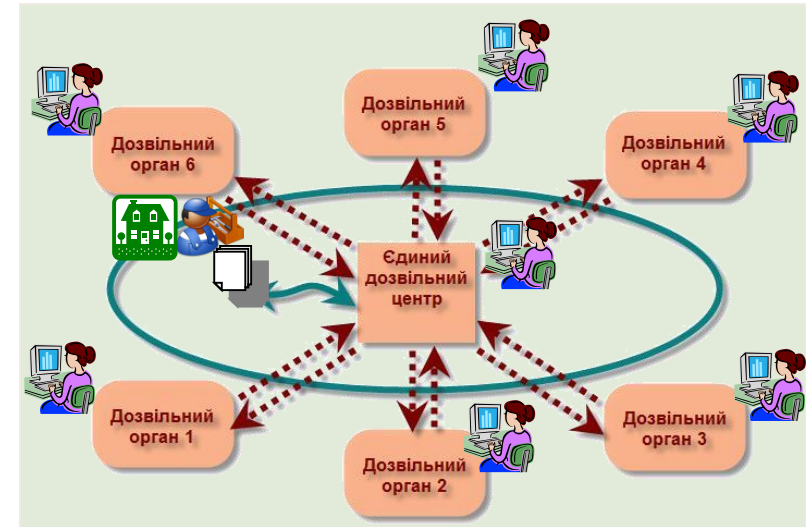 Дозвільний
орган 5
Дозвільний
орган 6
Дозвільний
орган 4
Єдиний
дозвільний
центр
Дозвільний
орган 1
Дозвільний
орган 2
Дозвільний
орган 3